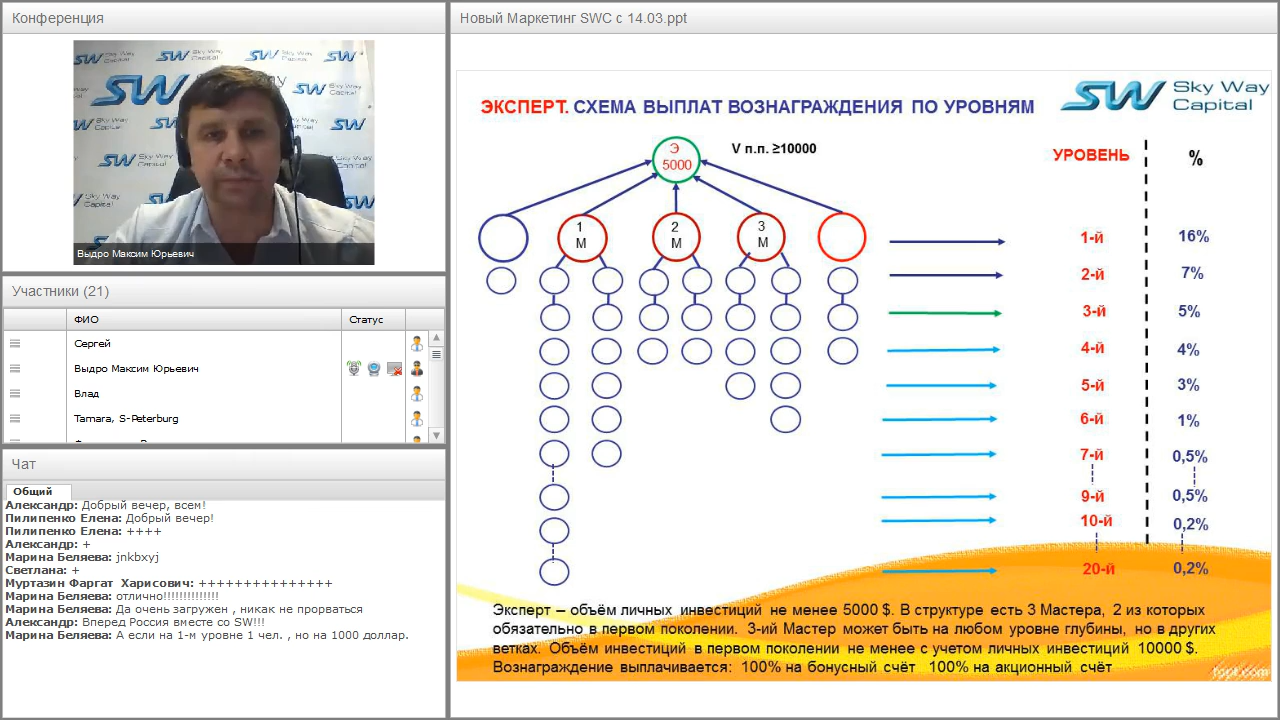 Конференция
Выдро Максим Юрьевич
Участники (21)
ФИО Статус
Сергей
Выдро Максим Юрьевич
Влад
Tamara, S-Peterburg
Чат
Общий
Александр: Добрый вечер, всем!
Пилипенко Елена: Добрый вечер!
Пилипенко Елена: ++++
Александр: +
Марина Беляева: jnkbxyj
Светлана: +
Муртазин Фаргат Харисович: +++++++++++++++
Марина Беляева: отлично!!!!!!!!!!!!!!
Марина Беляева: Да очень загружен , никак не прорваться
Александр: Вперед Россия вместе со SW!!!
Марина Беляева: А если на 1-м уровне 1 чел. , но на 1000 доллар.
Новый Маркетинг SWC с 14.03.ppt
SW Sky Way
Capital
ЭКСПЕРТ. СХЕМА ВЫПЛАТ ВОЗНАГРАЖДЕНИЯ ПО УРОВНЯМ
Э
5000
V п.п. ≥10000
УРОВЕНЬ %
1
М
2
М
3
М
1-й 16%
2-й 7%
3-й 5%
4-й 4%
5-й 3%
6-й 1%
7-й 0,5%
9-й 0,5%
10-й 0,2%
20-й 0,2%
Эксперт – объём личных инвестиций не менее 5000 $. В структуре есть 3 Мастера, 2 из которых
обязательно в первом поколении. 3-ий Мастер может быть на любом уровне глубины, но в других
ветках. Объём инвестиций в первом поколении не менее с учетом личных инвестиций 10000 $.
Вознаграждение выплачивается: 100% на бонусный счёт 100% на акционный счёт